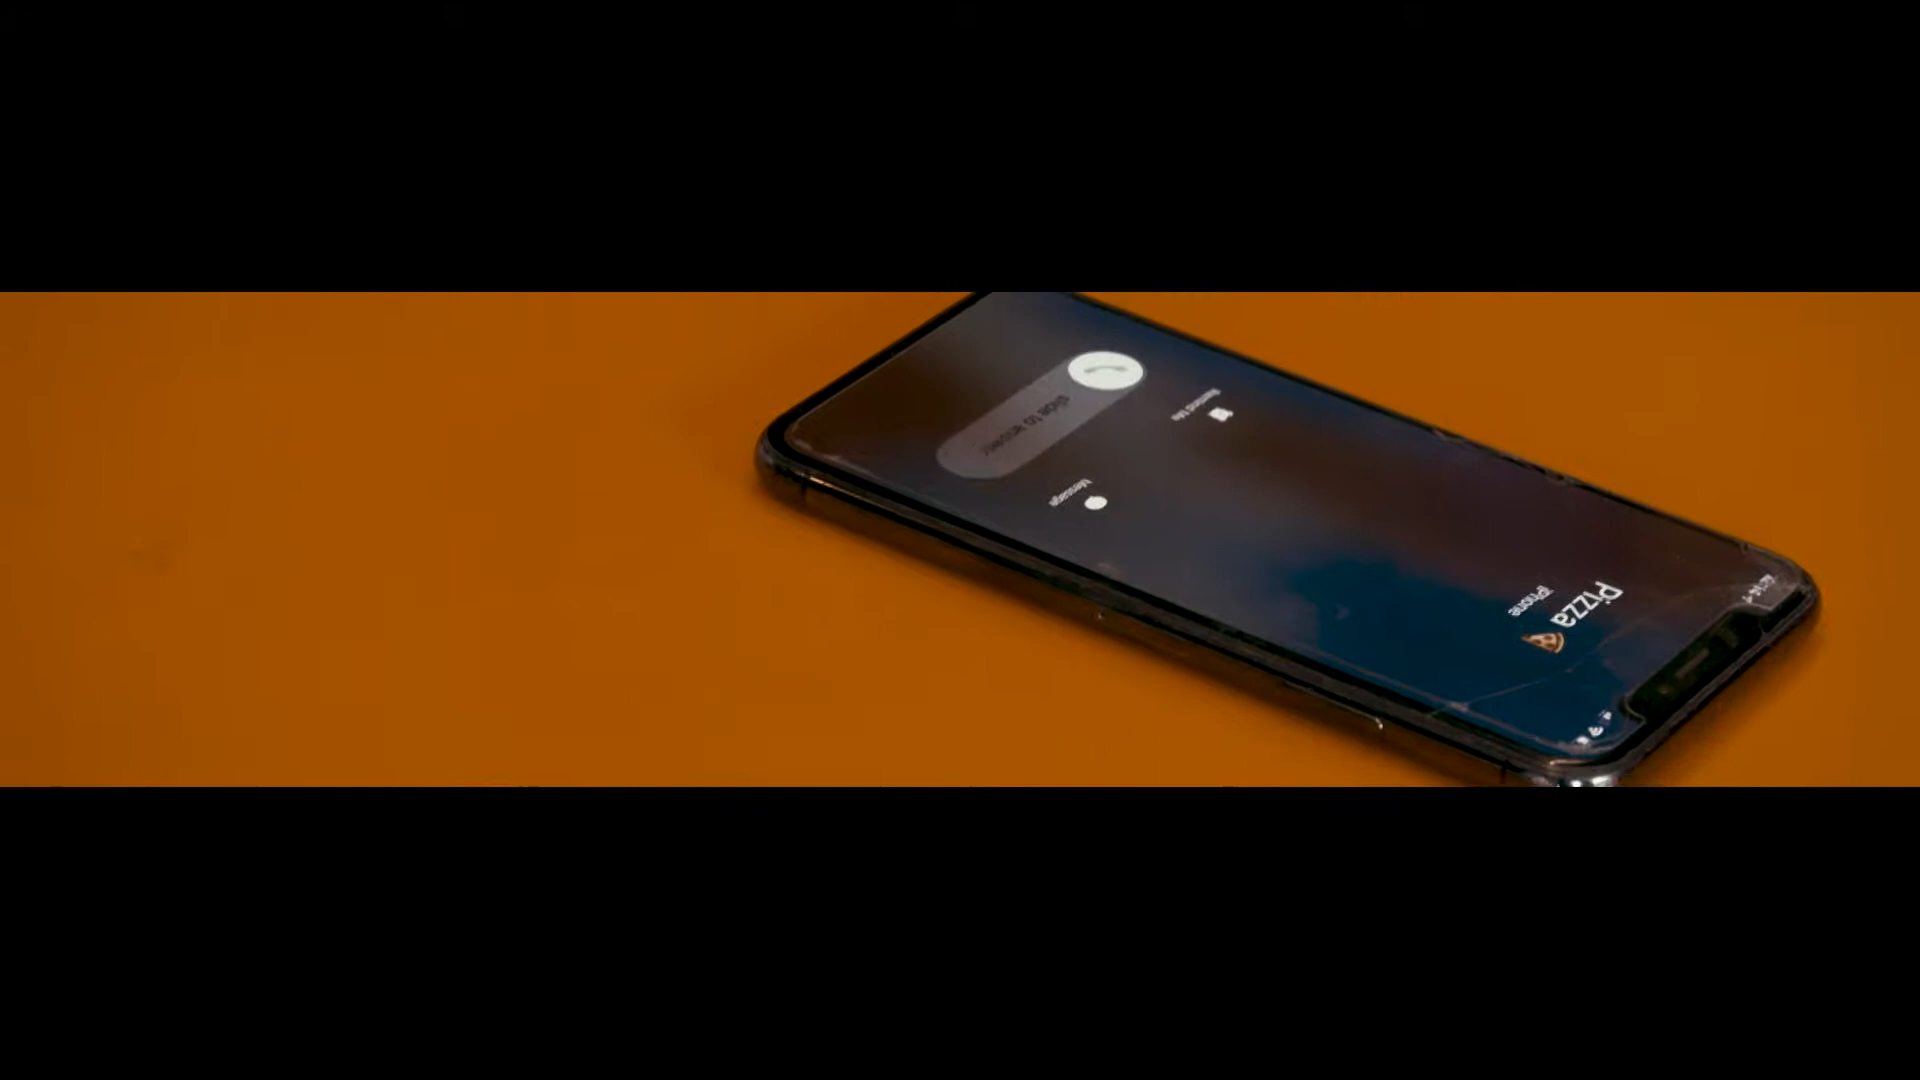 Pizza 🍕
iPhone
Remind Me
Message
slide to answer